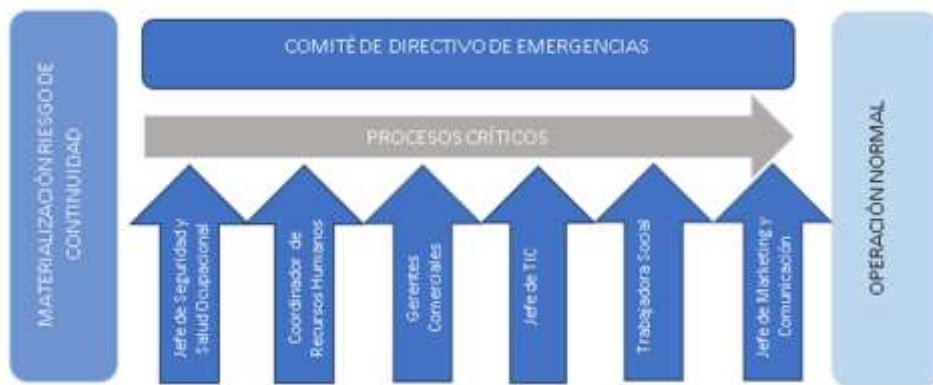 MATERIALIZACIÓN RIESGO DE
CONTINUIDAD
COMITÉ DE DIRECTIVO DE EMERGENCIAS
PROCESOS CRÍTICOS
Jefe de Seguridad y
Salud Ocupacional
Coordinador de
Recursos Humanos
Gerentes
Comerciales
Jefe de TIC
Trabajadora Social
Jefe de Marketing y
Comunicación
OPERACIÓN NORMAL